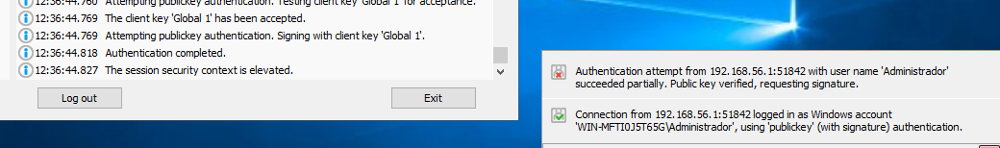 12:36:44.760 Attempting publickey authentication. Testing client key 'Global 1' for acceptance.
12:36:44.769 The client key 'Global 1' has been accepted.
12:36:44.769 Attempting publickey authentication. Signing with client key 'Global 1'.
12:36:44.818 Authentication completed.
12:36:44.827 The session security context is elevated.
Log out
Exit
Authentication attempt from 192.168.56.1:51842 with user name 'Administrador'
succeeded partially. Public key verified, requesting signature.
Connection from 192.168.56.1:51842 logged in as Windows account
'WIN-MFTI0J5T65G\Administrador', using 'publickey' (with signature) authentication.